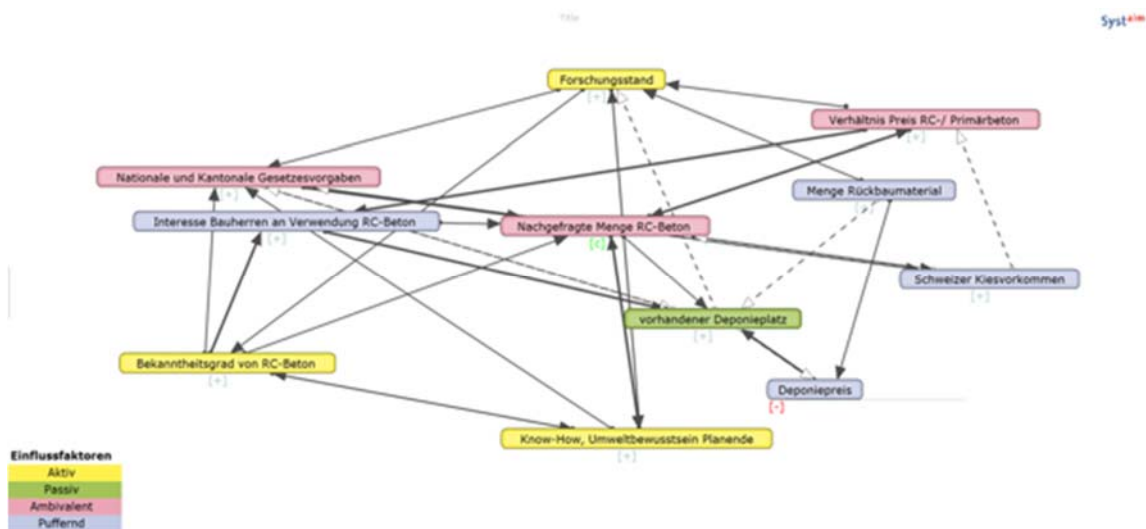 Title
Systaim
Forschungsstand
[+]
Verhältnis Preis RC-/ Primärbeton
[+]
Nationale und Kantonale Gesetzesvorgaben
[+]
Menge Rückbaumaterial
[+]
Interesse Bauherren an Verwendung RC-Beton
[+]
Nachgefragte Menge RC-Beton
[c]
Schweizer Kiesvorkommen
[+]
vorhandener Deponieplatz
[+]
Bekanntheitsgrad von RC-Beton
[+]
Deponiepreis
[-]
Know-How, Umweltbewusstsein Planende
[+]
Einflussfaktoren
Aktiv
Passiv
Ambivalent
Puffernd